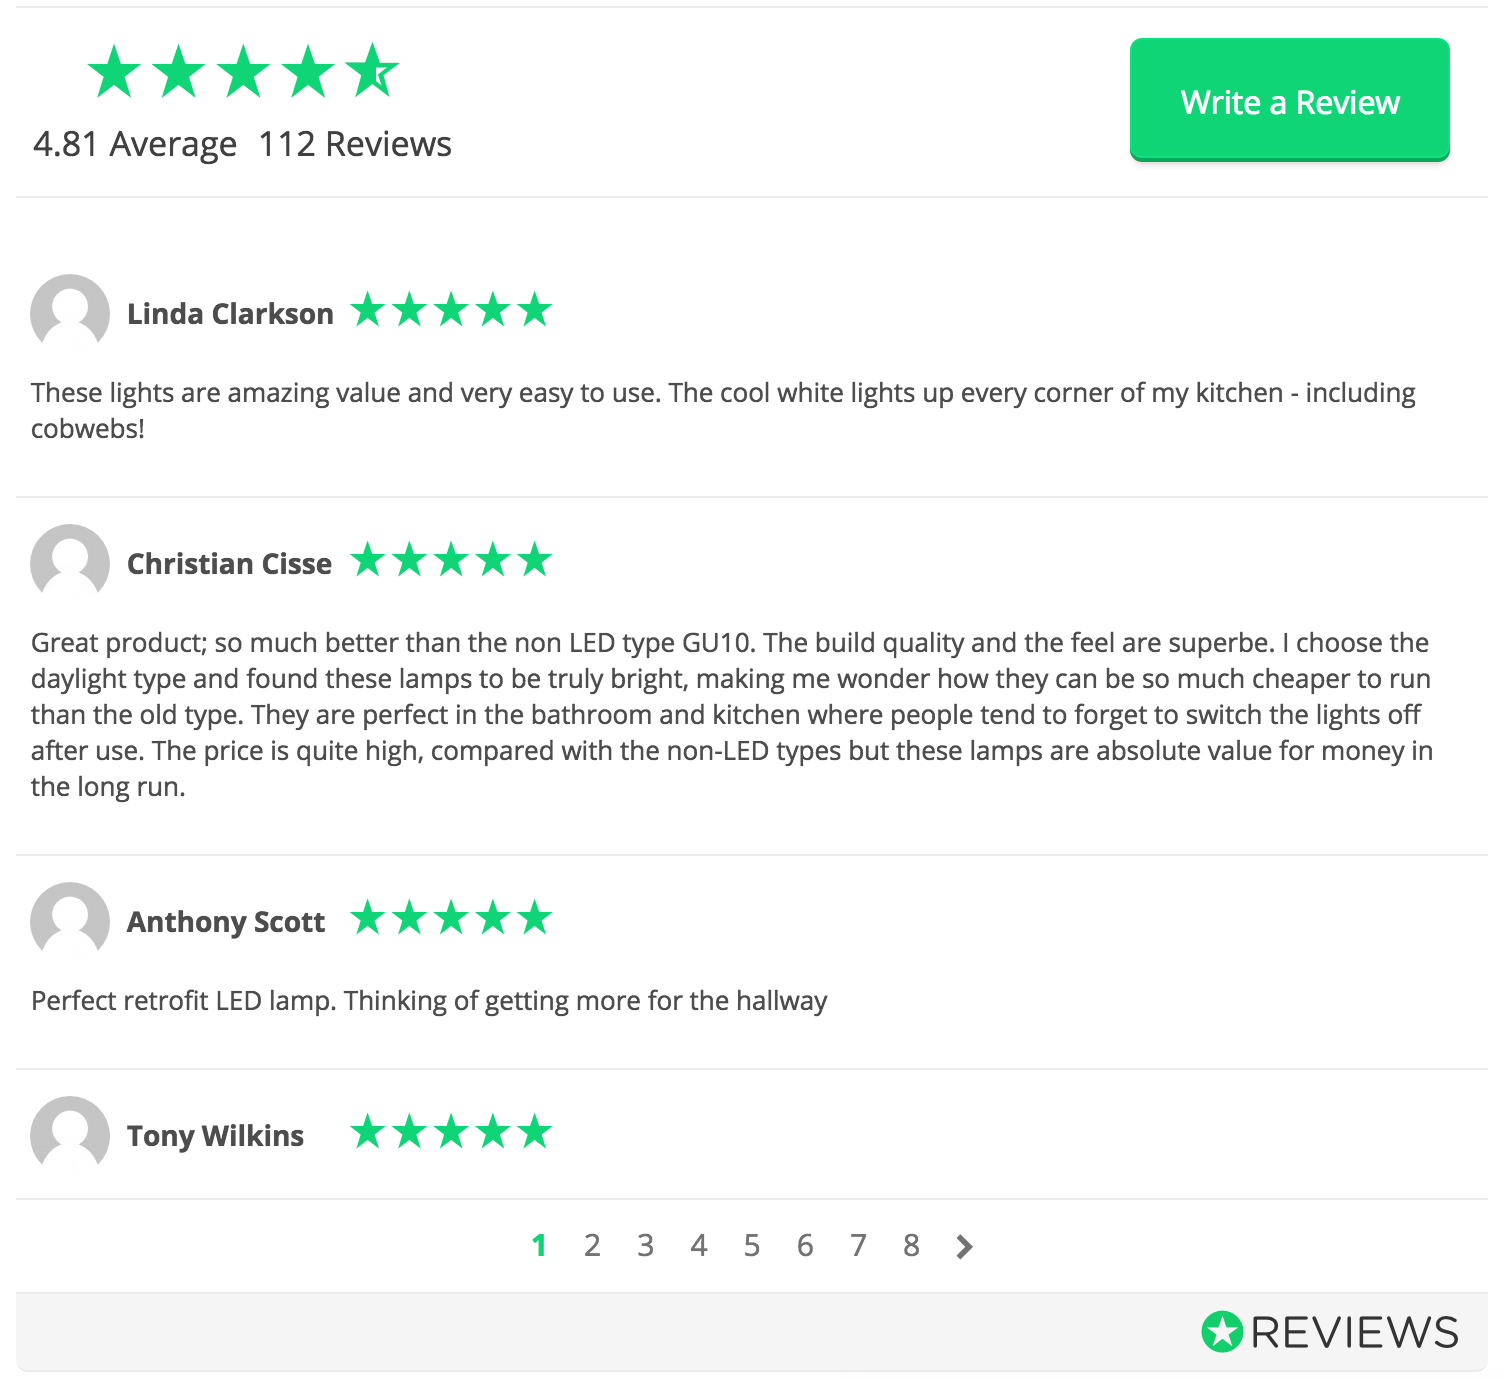 4.81 Average 112 Reviews
Write a Review
Linda Clarkson
These lights are amazing value and very easy to use. The cool white lights up every corner of my kitchen - including
cobwebs!
Christian Cisse
Great product; so much better than the non LED type GU10. The build quality and the feel are superbe. I choose the
daylight type and found these lamps to be truly bright, making me wonder how they can be so much cheaper to run
than the old type. They are perfect in the bathroom and kitchen where people tend to forget to switch the lights off
after use. The price is quite high, compared with the non-LED types but these lamps are absolute value for money in
the long run.
Anthony Scott
Perfect retrofit LED lamp. Thinking of getting more for the hallway
Tony Wilkins
1 2 3 4 5 6 7 8
REVIEWS